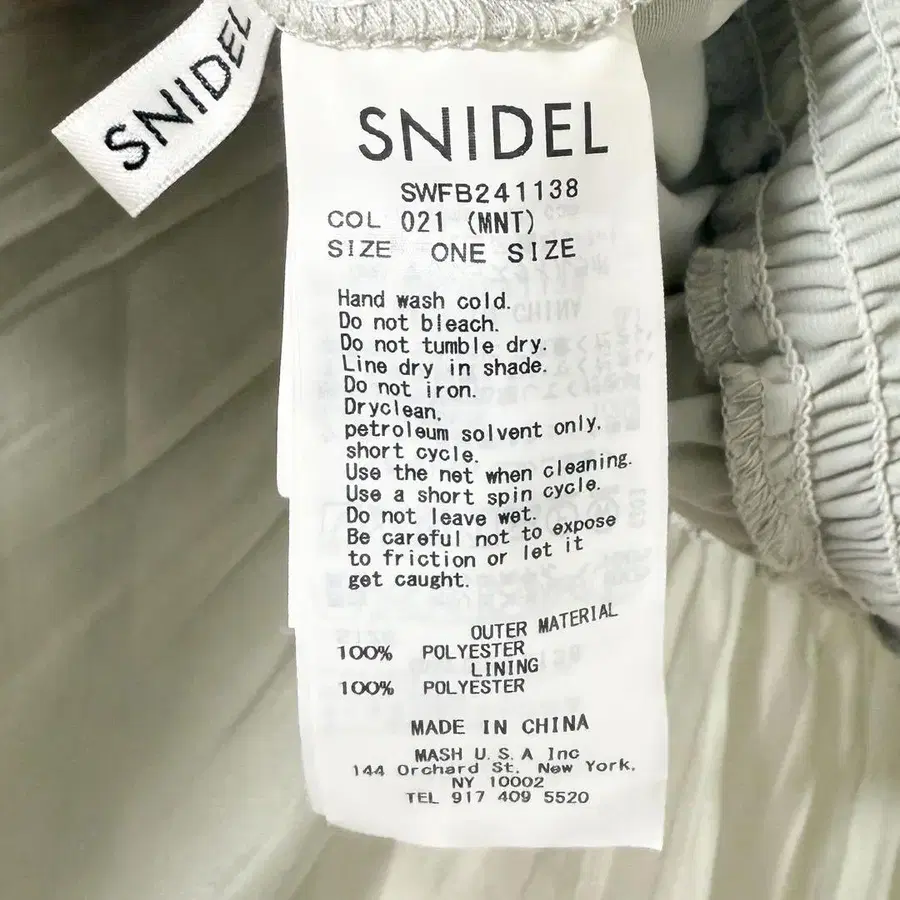 SNIDEL
SNIDEL
SWFB241138
COL 021 (MNT)
SIZE ONE SIZE
Hand wash cold.
Do not bleach.
Do not tumble dry.
Line dry in shade.
Do not iron.
Dryclean,
petroleum solvent only,
short cycle.
Use the net when cleaning.
Use a short spin cycle.
Do not leave wet.
Be careful not to expose
to friction or let it
get caught.
OUTER MATERIAL
100% POLYESTER
LINING
100% POLYESTER
MADE IN CHINA
MASH U.S.A Inc
144 Orchard St, New York,
NY 10002
TEL 917 409 5520